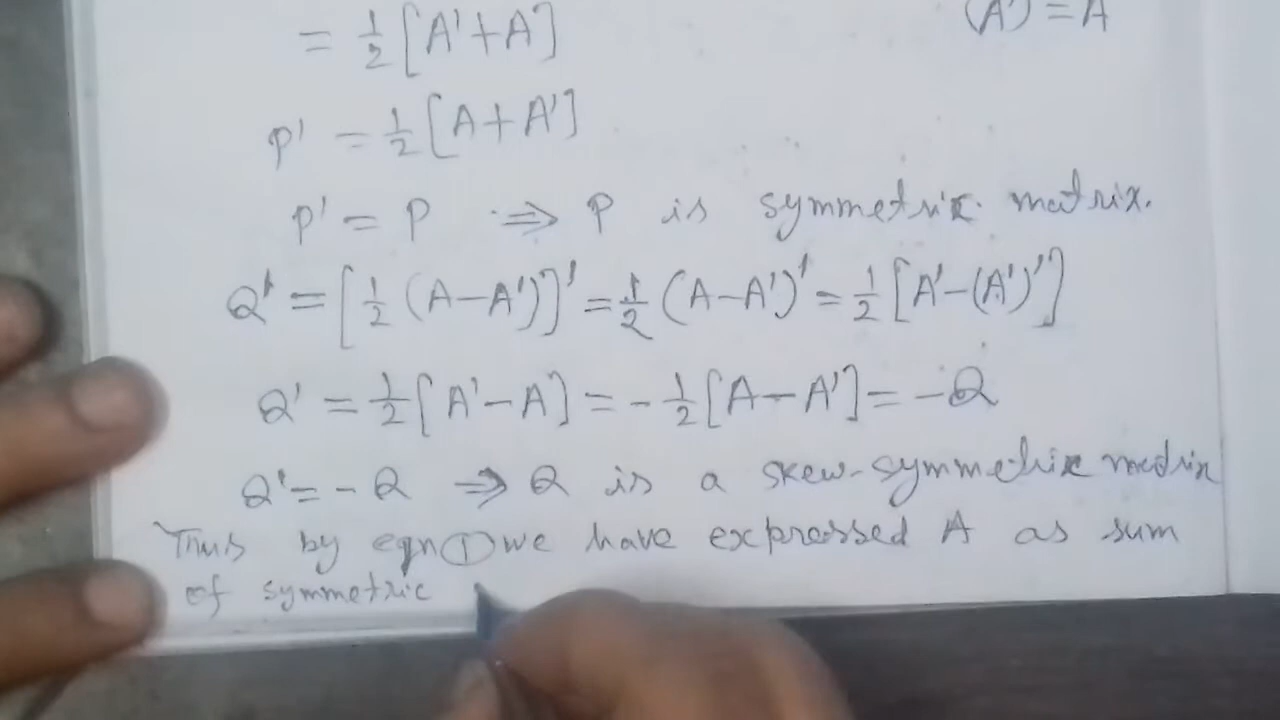 = 1/2 [A' + A]
(A')' = A
P' = 1/2 [A + A']
P' = P ⇒ P is symmetric matrix.
Q' = [1/2 (A - A')]' = 1/2 (A - A')' = 1/2 [A' - (A')']
Q' = 1/2 [A' - A] = - 1/2 [A - A'] = - Q
Q' = - Q ⇒ Q is a skew-symmetric matrix
Thus by eqn ① we have expressed A as sum
of symmetric